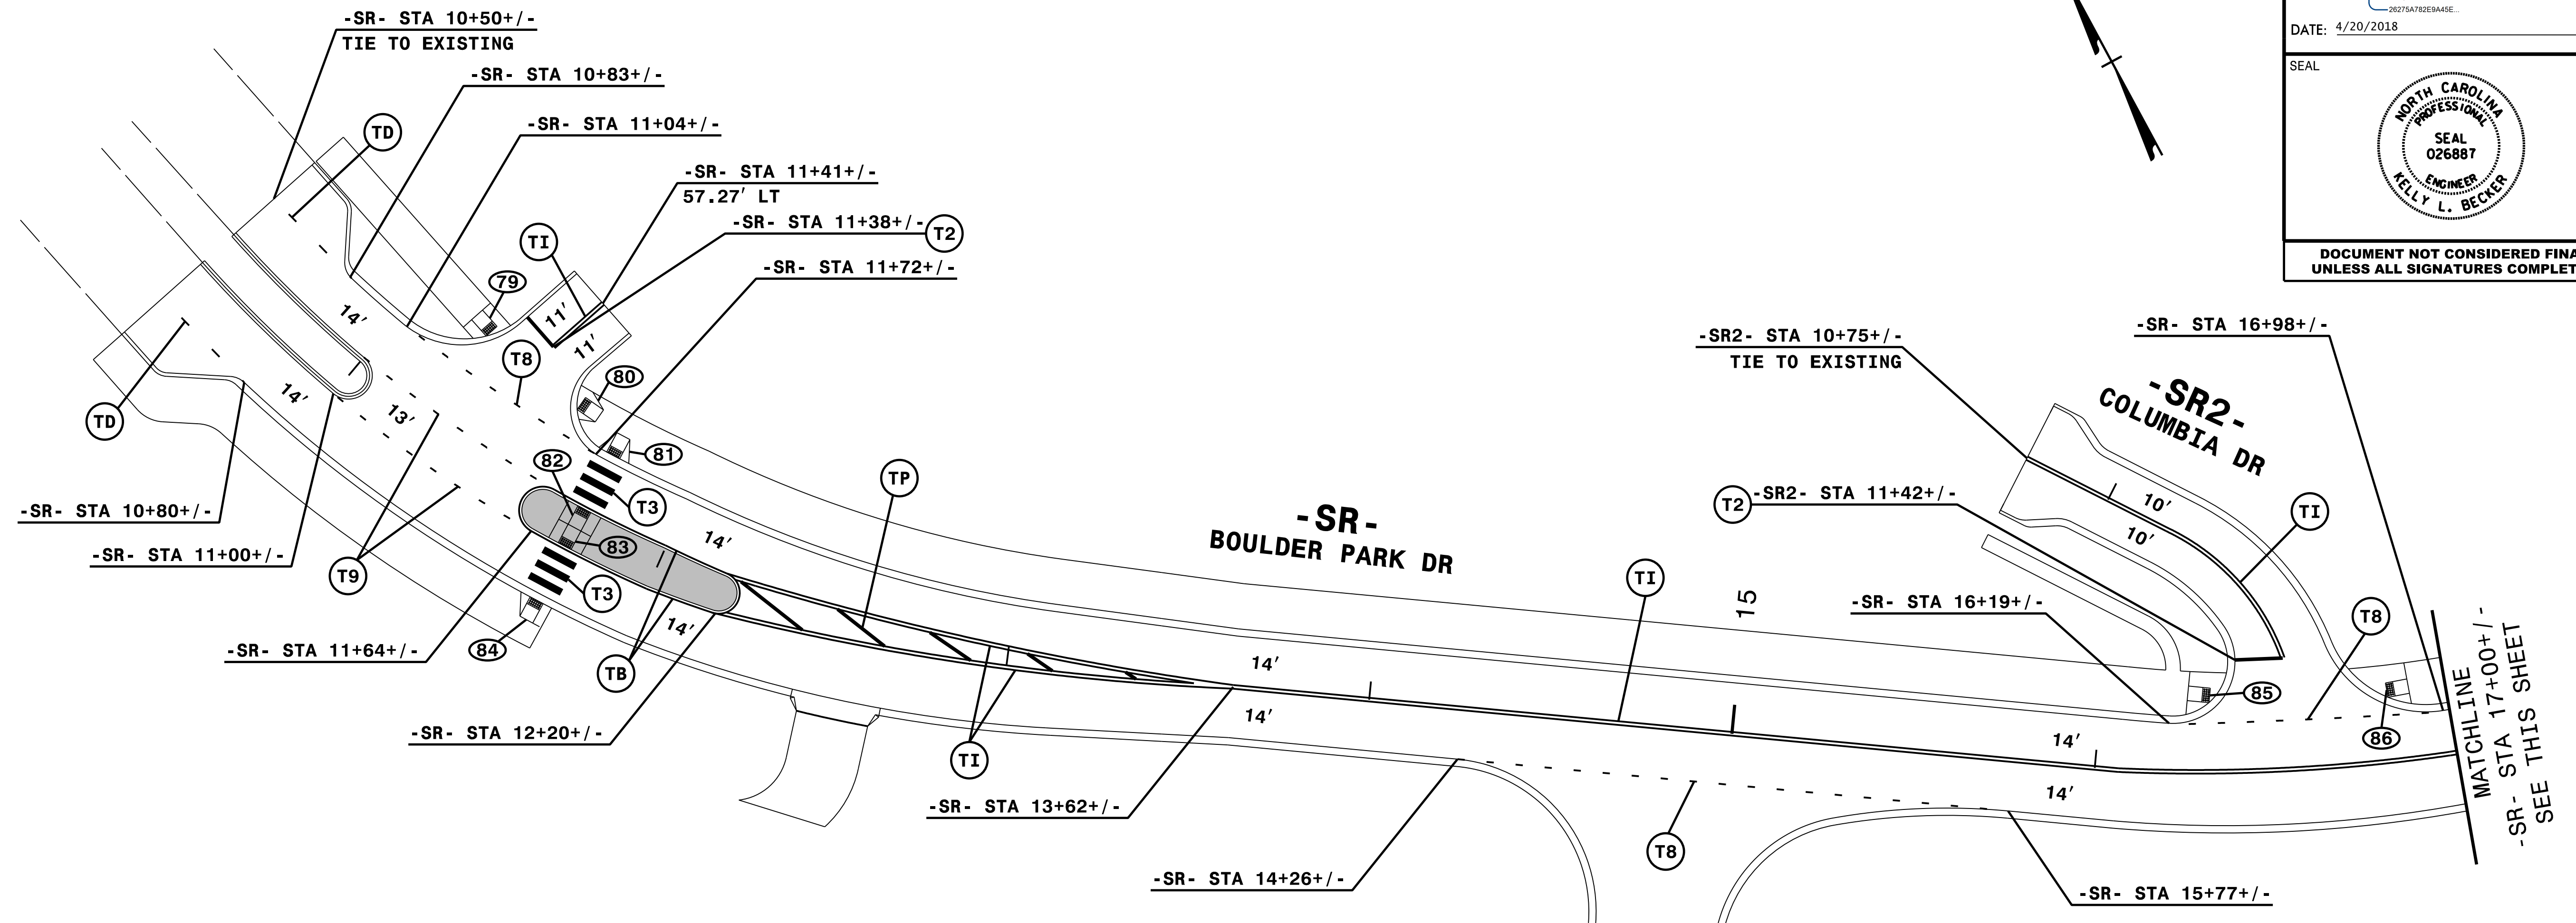 -SR- STA 10+50+/-
TIE TO EXISTING
-SR- STA 10+83+/-
-SR- STA 11+04+/-
-SR- STA 11+41+/-
57.27' LT
-SR- STA 11+38+/-
T2
-SR- STA 11+72+/-
TD
TI
79
11'
11'
14'
T8
80
14'
13'
TD
81
82
T3
83
T3
84
-SR- STA 10+80+/-
-SR- STA 11+00+/-
T9
-SR- STA 11+64+/-
TB
14'
14'
TP
-SR- STA 12+20+/-
TI
-SR- STA 13+62+/-
-SR- STA 14+26+/-
-SR-
BOULDER PARK DR
14'
14'
TI
15
T8
-SR2- STA 10+75+/-
TIE TO EXISTING
T2
-SR2- STA 11+42+/-
-SR- STA 16+19+/-
-SR- STA 16+98+/-
-SR2-
COLUMBIA DR
10'
10'
TI
T8
85
86
14'
14'
-SR- STA 15+77+/-
MATCHLINE
-SR- STA 17+00+/-
SEE THIS SHEET
26275A782E9A45E...
DATE: 4/20/2018
SEAL
NORTH CAROLINA
PROFESSIONAL
SEAL
026887
ENGINEER
KELLY L. BECKER
DOCUMENT NOT CONSIDERED FINA
UNLESS ALL SIGNATURES COMPLET